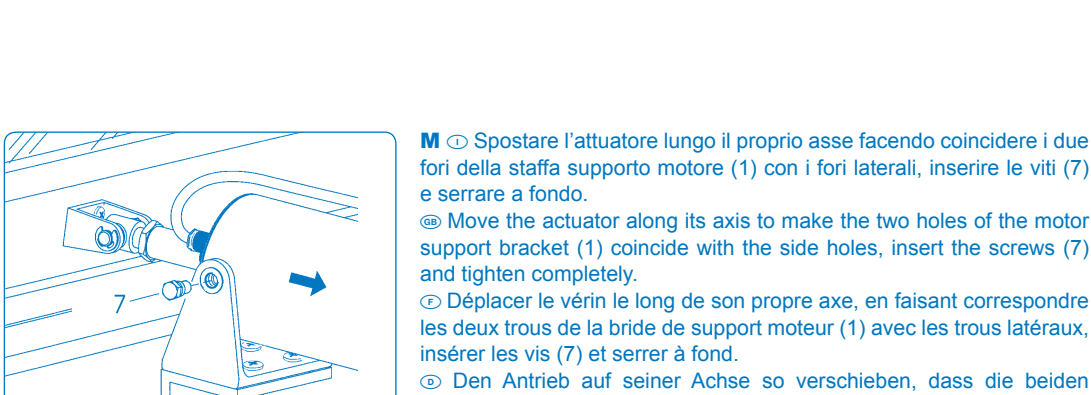 M I Spostare l’attuatore lungo il proprio asse facendo coincidere i due
fori della staffa supporto motore (1) con i fori laterali, inserire le viti (7)
e serrare a fondo.
GB Move the actuator along its axis to make the two holes of the motor
support bracket (1) coincide with the side holes, insert the screws (7)
and tighten completely.
F Déplacer le vérin le long de son propre axe, en faisant correspondre
les deux trous de la bride de support moteur (1) avec les trous latéraux,
insérer les vis (7) et serrer à fond.
D Den Antrieb auf seiner Achse so verschieben, dass die beiden
7